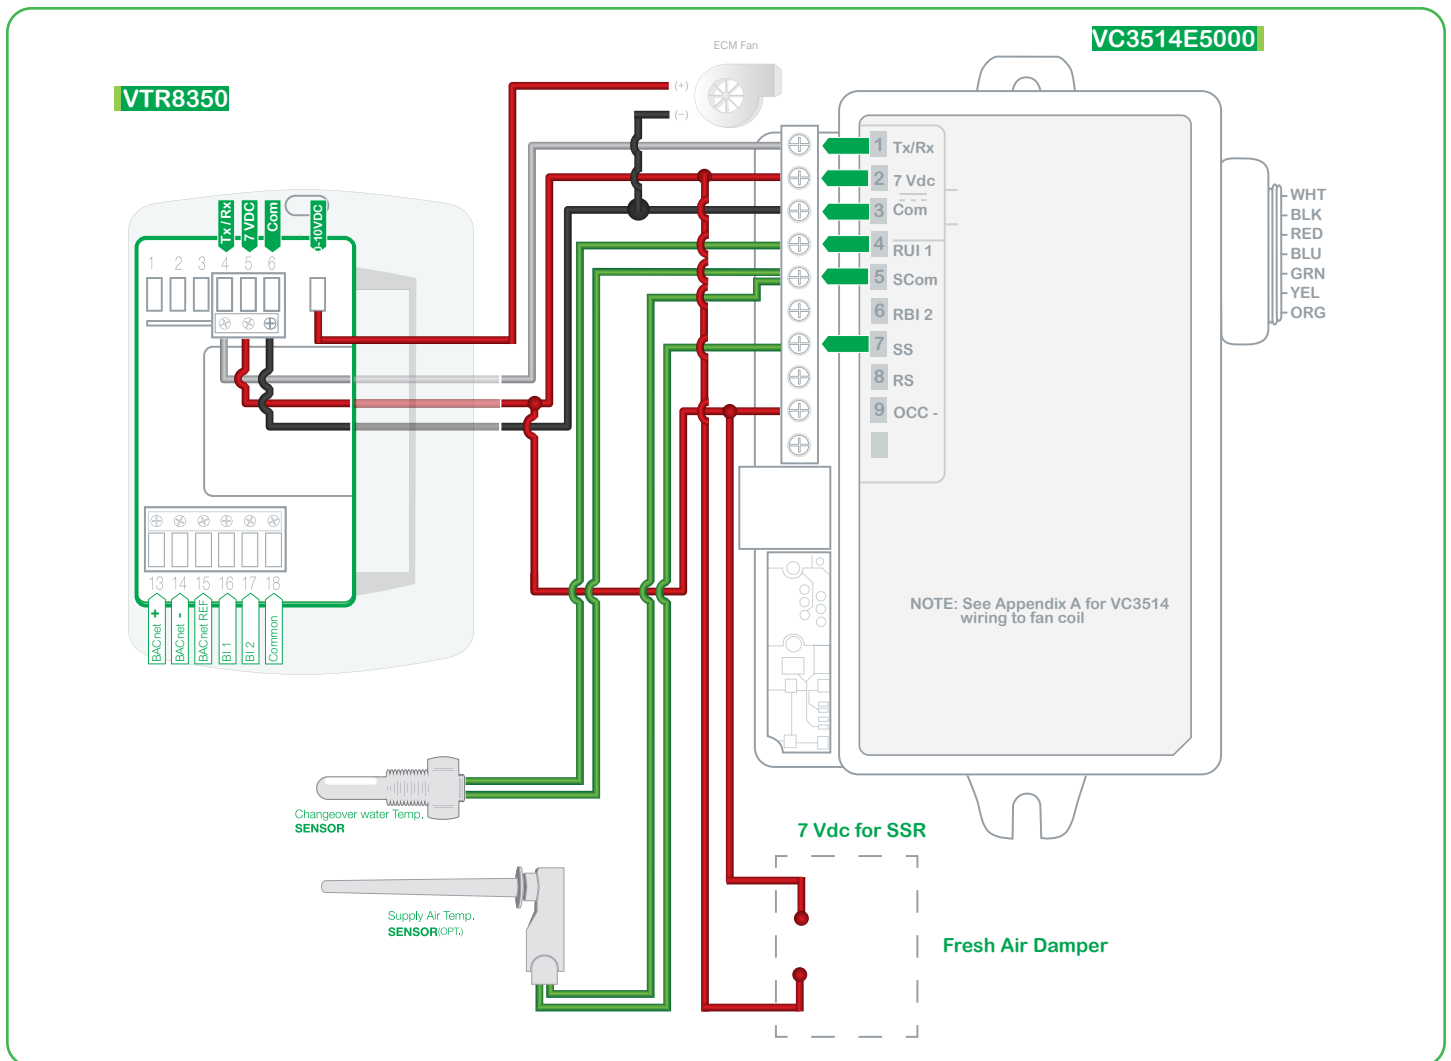 ECM Fan
VC3514E5000
VTR8350
(+)
(−)
1 Tx/Rx
2 7 Vdc
3 Com
4 RUI 1
5 SCom
6 RBI 2
7 SS
8 RS
9 OCC -
WHT
BLK
RED
BLU
GRN
YEL
ORG
Tx / Rx
7 VDC
Com
0-10VDC
1 2 3 4 5 6
13 14 15 16 17 18
BACnet +
BACnet -
BACnet REF
BI 1
BI 2
Common
NOTE: See Appendix A for VC3514
wiring to fan coil
Changeover water Temp.
SENSOR
7 Vdc for SSR
Supply Air Temp.
SENSOR(OPT.)
Fresh Air Damper